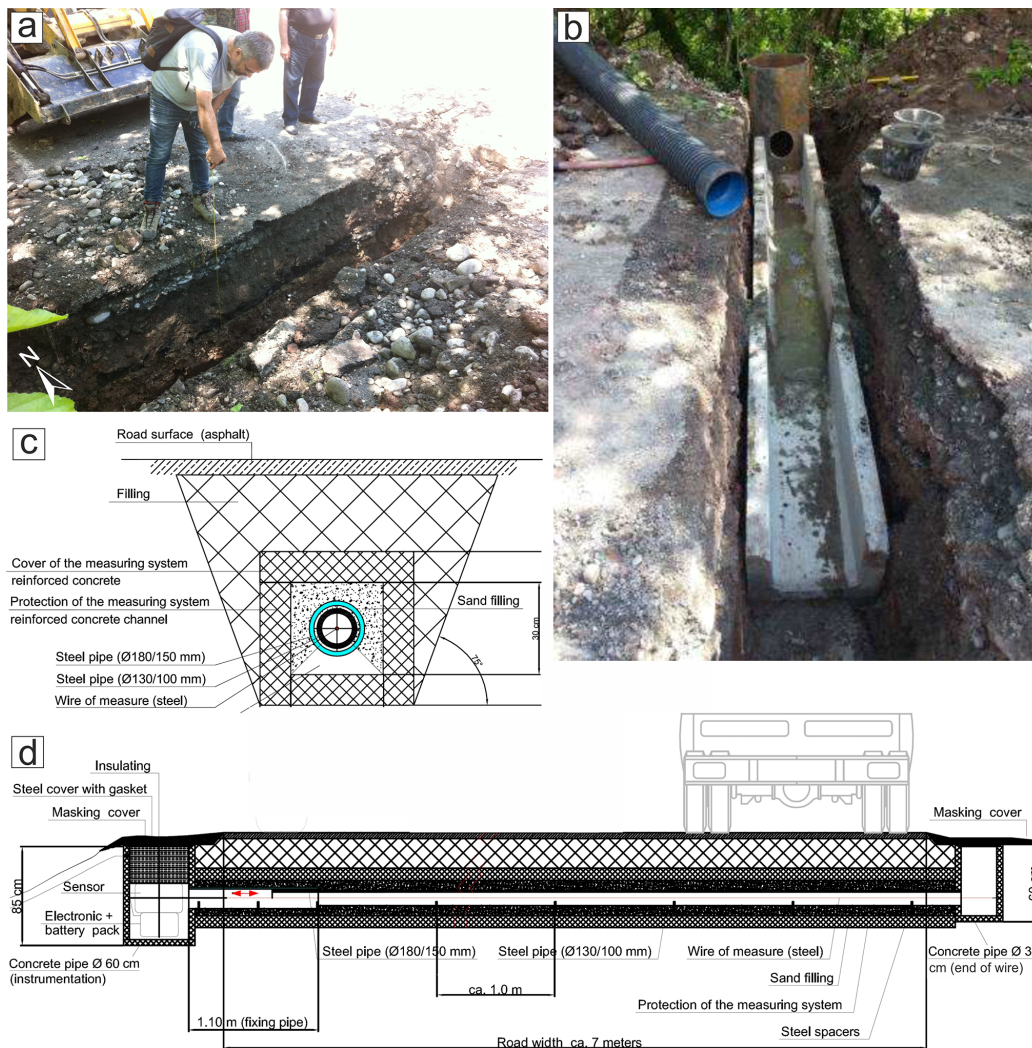 a
N
b
c
Road surface (asphalt)
Filling
Cover of the measuring system
reinforced concrete
Protection of the measuring system
reinforced concrete channel
Sand filling
30 cm
Steel pipe (Ø180/150 mm)
Steel pipe (Ø130/100 mm)
Wire of measure (steel)
75°
d
Insulating
Steel cover with gasket
Masking cover
Masking cover
Sensor
85 cm
Electronic +
battery pack
Concrete pipe Ø 60 cm
(instrumentation)
Steel pipe (Ø180/150 mm)
Steel pipe (Ø130/100 mm)
Wire of measure (steel)
Concrete pipe Ø 3
cm (end of wire)
Sand filling
ca. 1.0 m
Protection of the measuring system
1.10 m (fixing pipe)
Steel spacers
Road width ca. 7 meters